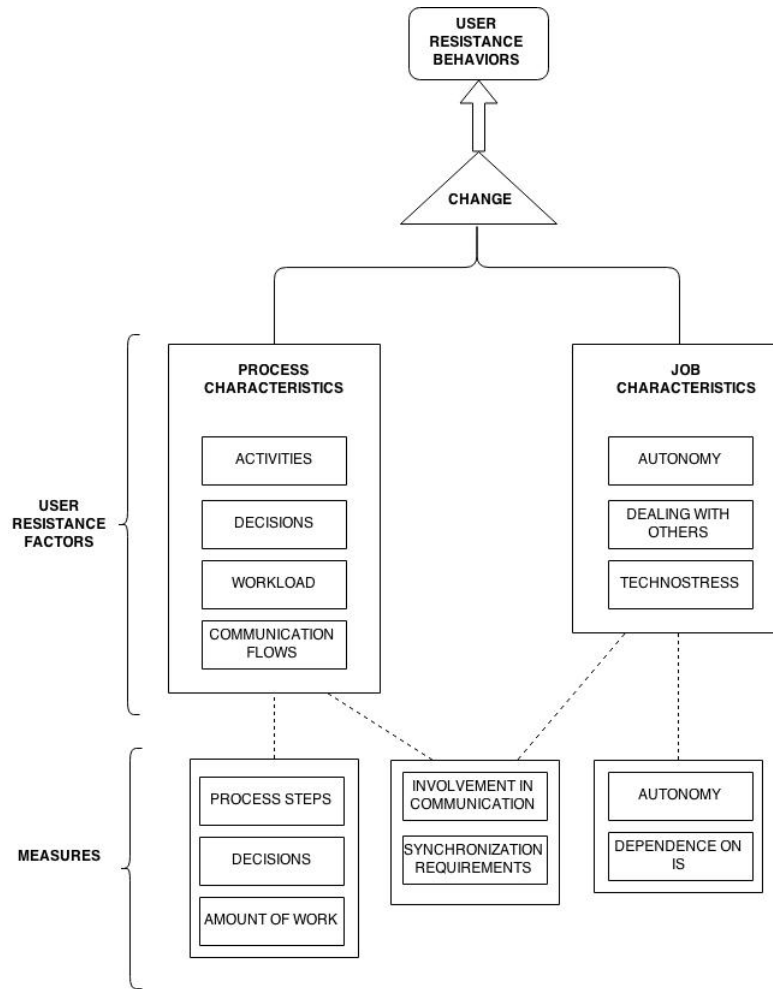 USER
RESISTANCE
BEHAVIORS
CHANGE
PROCESS
CHARACTERISTICS
ACTIVITIES
DECISIONS
WORKLOAD
COMMUNICATION
FLOWS
JOB
CHARACTERISTICS
AUTONOMY
DEALING WITH
OTHERS
TECHNOSTRESS
USER
RESISTANCE
FACTORS
MEASURES
PROCESS STEPS
DECISIONS
AMOUNT OF WORK
INVOLVEMENT IN
COMMUNICATION
SYNCHRONIZATION
REQUIREMENTS
AUTONOMY
DEPENDENCE ON
IS